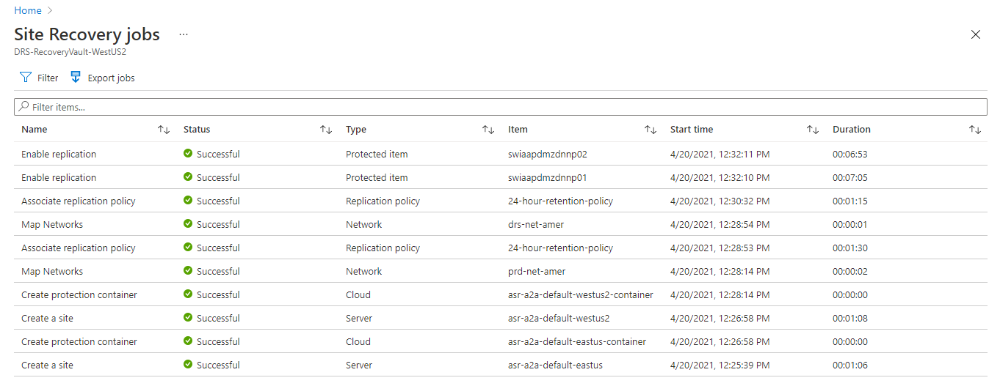 Home
Site Recovery jobs ...
DRS-RecoveryVault-WestUS2
Filter Export jobs
Filter items...
Name Status Type Item Start time Duration
Enable replication Successful Protected item swiaapdmzdnnp02 4/20/2021, 12:32:11 PM 00:06:53
Enable replication Successful Protected item swiaapdmzdnnp01 4/20/2021, 12:32:10 PM 00:07:05
Associate replication policy Successful Replication policy 24-hour-retention-policy 4/20/2021, 12:30:32 PM 00:01:15
Map Networks Successful Network drs-net-amer 4/20/2021, 12:28:54 PM 00:00:01
Associate replication policy Successful Replication policy 24-hour-retention-policy 4/20/2021, 12:28:53 PM 00:01:30
Map Networks Successful Network prd-net-amer 4/20/2021, 12:28:14 PM 00:00:02
Create protection container Successful Cloud asr-a2a-default-westus2-container 4/20/2021, 12:28:14 PM 00:00:00
Create a site Successful Server asr-a2a-default-westus2 4/20/2021, 12:26:58 PM 00:01:08
Create protection container Successful Cloud asr-a2a-default-eastus-container 4/20/2021, 12:26:58 PM 00:00:00
Create a site Successful Server asr-a2a-default-eastus 4/20/2021, 12:25:39 PM 00:01:06